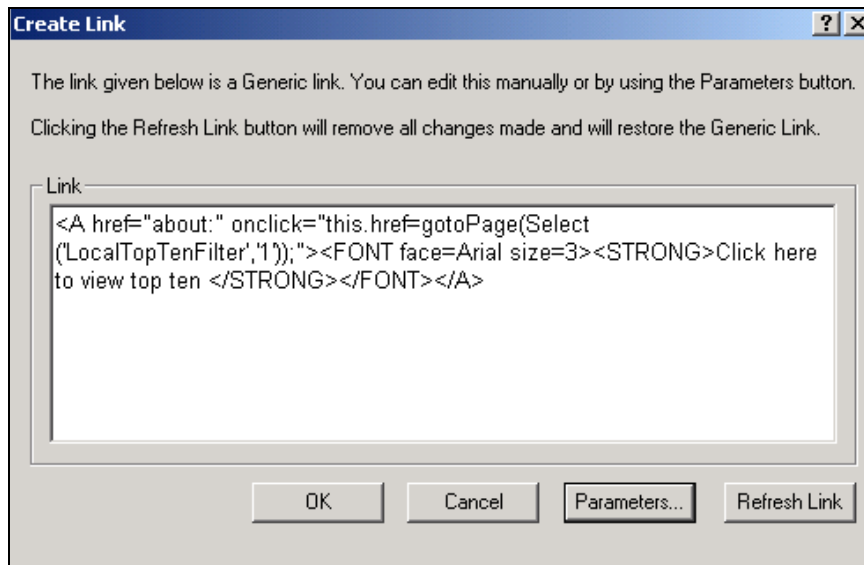 Create Link
The link given below is a Generic link. You can edit this manually or by using the Parameters button.
Clicking the Refresh Link button will remove all changes made and will restore the Generic Link.
Link
<A href="about:" onclick="this.href=gotoPage(Select
('LocalTopTenFilter','1'));"><FONT face=Arial size=3><STRONG>Click here
to view top ten </STRONG></FONT></A>
OK Cancel Parameters... Refresh Link